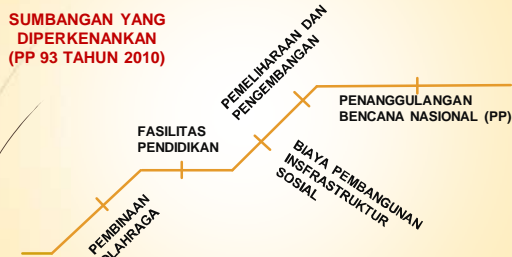 SUMBANGAN YANG
DIPERKENANKAN
(PP 93 TAHUN 2010)
PEMELIHARAAN DAN
PENGEMBANGAN
PENANGGULANGAN
BENCANA NASIONAL (PP)
FASILITAS
PENDIDIKAN
BIAYA PEMBANGUNAN
INSFRASTRUKTUR
SOSIAL
PEMBINAAN
OLAHRAGA